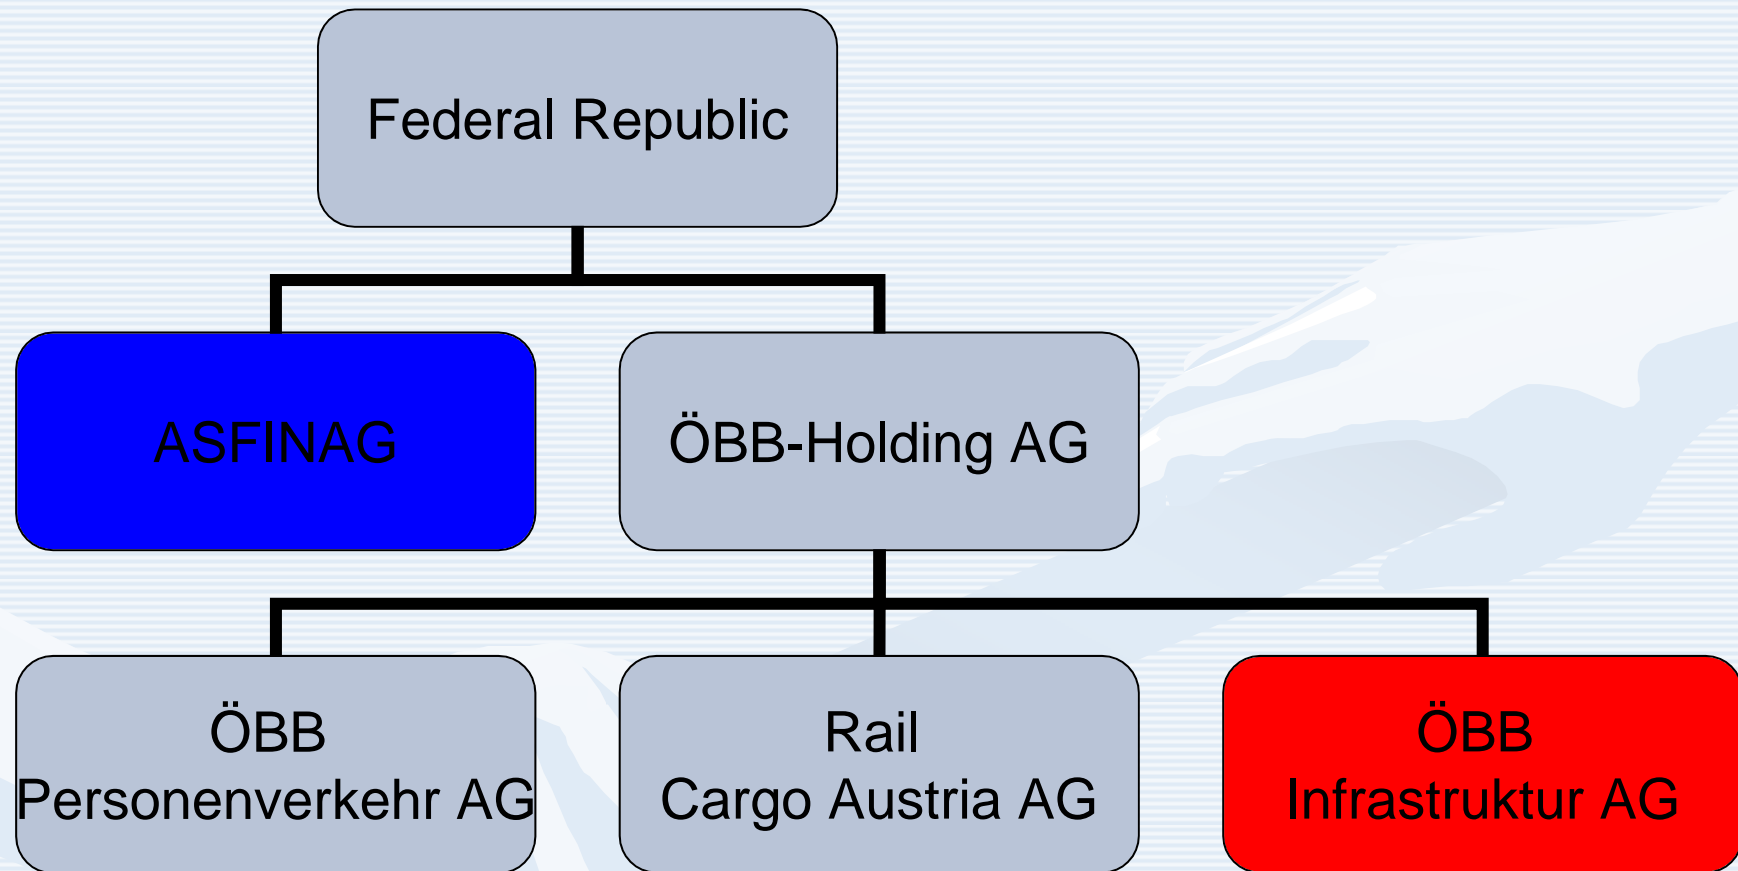 Federal Republic
ASFINAG
ÖBB-Holding AG
ÖBB
Personenverkehr AG
Rail
Cargo Austria AG
ÖBB
Infrastruktur AG